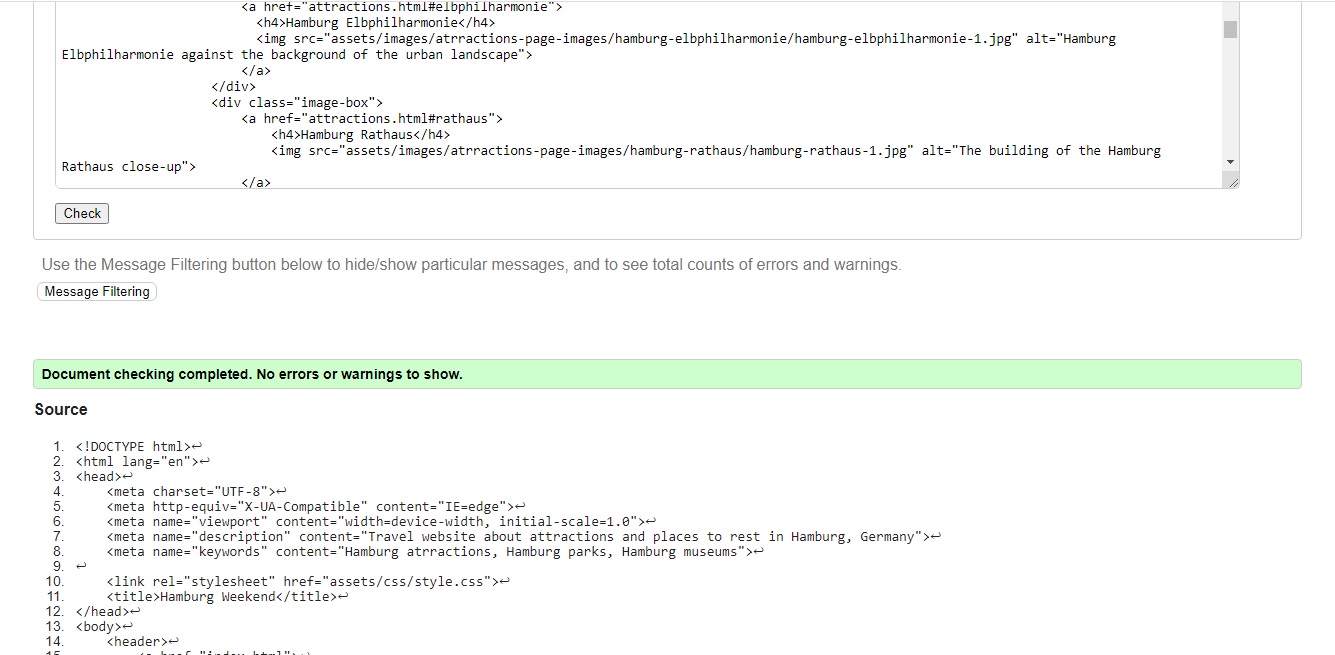 <a href="attractions.html#elbphilharmonie">
<h4>Hamburg Elbphilharmonie</h4>
<img src="assets/images/atrractions-page-images/hamburg-elbphilharmonie/hamburg-elbphilharmonie-1.jpg" alt="Hamburg
Elbphilharmonie against the background of the urban landscape">
</a>
</div>
<div class="image-box">
<a href="attractions.html#rathaus">
<h4>Hamburg Rathaus</h4>
<img src="assets/images/atrractions-page-images/hamburg-rathaus/hamburg-rathaus-1.jpg" alt="The building of the Hamburg
Rathaus close-up">
</a>
Check
Use the Message Filtering button below to hide/show particular messages, and to see total counts of errors and warnings.
Message Filtering
Document checking completed. No errors or warnings to show.
Source
1. <!DOCTYPE html>↩
2. <html lang="en">↩
3. <head>↩
4. <meta charset="UTF-8">↩
5. <meta http-equiv="X-UA-Compatible" content="IE=edge">↩
6. <meta name="viewport" content="width=device-width, initial-scale=1.0">↩
7. <meta name="description" content="Travel website about attractions and places to rest in Hamburg, Germany">↩
8. <meta name="keywords" content="Hamburg atrractions, Hamburg parks, Hamburg museums">↩
9. ↩
10. <link rel="stylesheet" href="assets/css/style.css">↩
11. <title>Hamburg Weekend</title>↩
12. </head>↩
13. <body>↩
14. <header>↩
15. <a href="index.html">↩